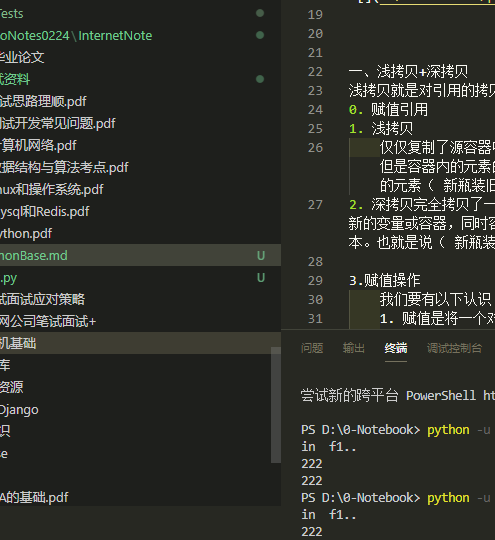 ests
oNotes0224\InternetNote
毕业论文
试资料
试思路理顺.pdf
测试开发常见问题.pdf
计算机网络.pdf
数据结构与算法考点.pdf
nux和操作系统.pdf
ysql和Redis.pdf
ython.pdf
honBase.md U
.py U
试面试应对策略
网公司笔试面试+
机基础
库
资源
Django
识
se
A的基础.pdf
19
20
21
22 一、浅拷贝+深拷贝
23 浅拷贝就是对引用的拷贝
24 0. 赋值引用
25 1. 浅拷贝
26 仅仅复制了源容器中
但是容器内的元素的
的元素（ 新瓶装旧
27 2. 深拷贝完全拷贝了一
新的变量或容器，同时容
本。也就是说（ 新瓶装
28
29 3.赋值操作
30 我们要有以下认识
31 1. 赋值是将一个对
问题 输出 终端 调试控制台
尝试新的跨平台 PowerShell ht
PS D:\0-Notebook> python -u
in f1..
222
222
PS D:\0-Notebook> python -u
in f1..
222